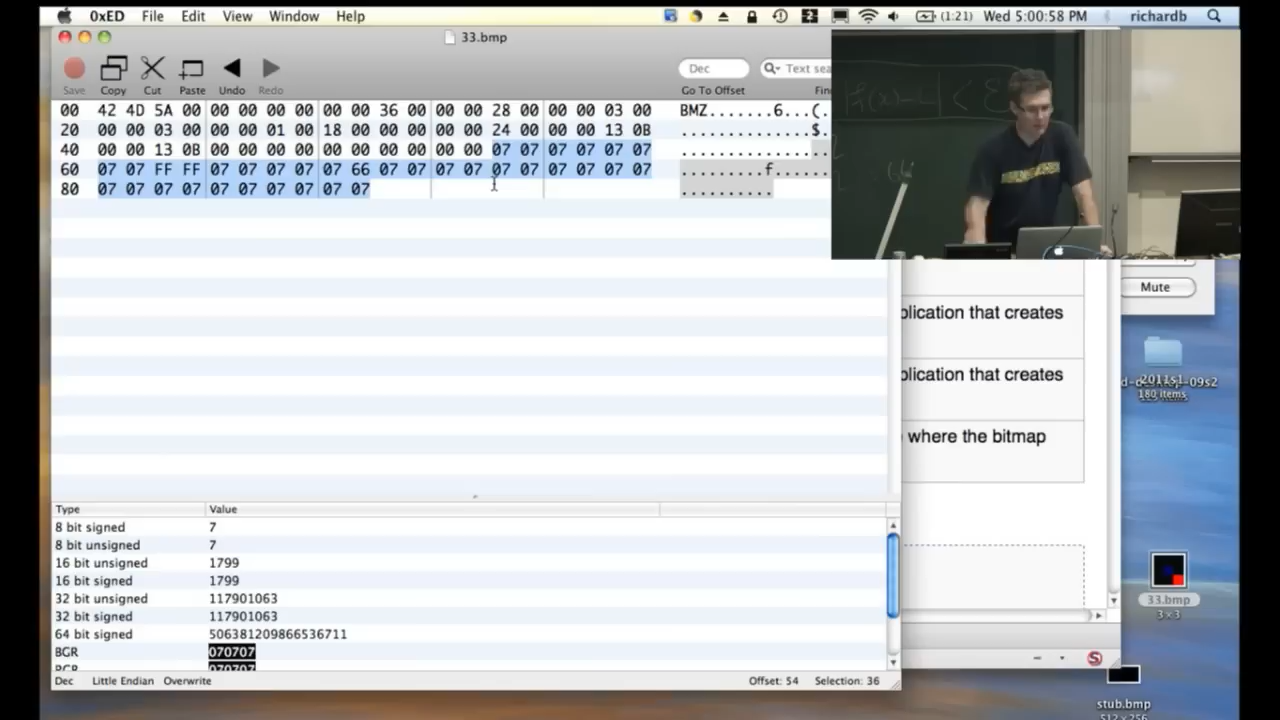 0xED File Edit View Window Help (1:21) Wed 5:00:58 PM richardb
33.bmp
Save Copy Cut Paste Undo Redo
Dec
Text sea
Go To Offset
Fin
00 42 4D 5A 00 00 00 00 00 00 00 36 00 00 00 28 00 00 00 03 00 BMZ.......6...(.
20 00 00 03 00 00 00 01 00 18 00 00 00 00 00 24 00 00 00 13 0B ..............$.
40 00 00 13 0B 00 00 00 00 00 00 00 00 00 00 07 07 07 07 07 07 ................
60 07 07 FF FF 07 07 07 07 07 66 07 07 07 07 07 07 07 07 07 07 .........f......
80 07 07 07 07 07 07 07 07 07 07 ..........
Mute
plication that creates
plication that creates
where the bitmap
2011s1
180 items
33.bmp
3×3
stub.bmp
512×256
Type Value
8 bit signed 7
8 bit unsigned 7
16 bit unsigned 1799
16 bit signed 1799
32 bit unsigned 117901063
32 bit signed 117901063
64 bit signed 506381209866536711
BGR 070707
RGB 070707
Dec Little Endian Overwrite Offset: 54 Selection: 36